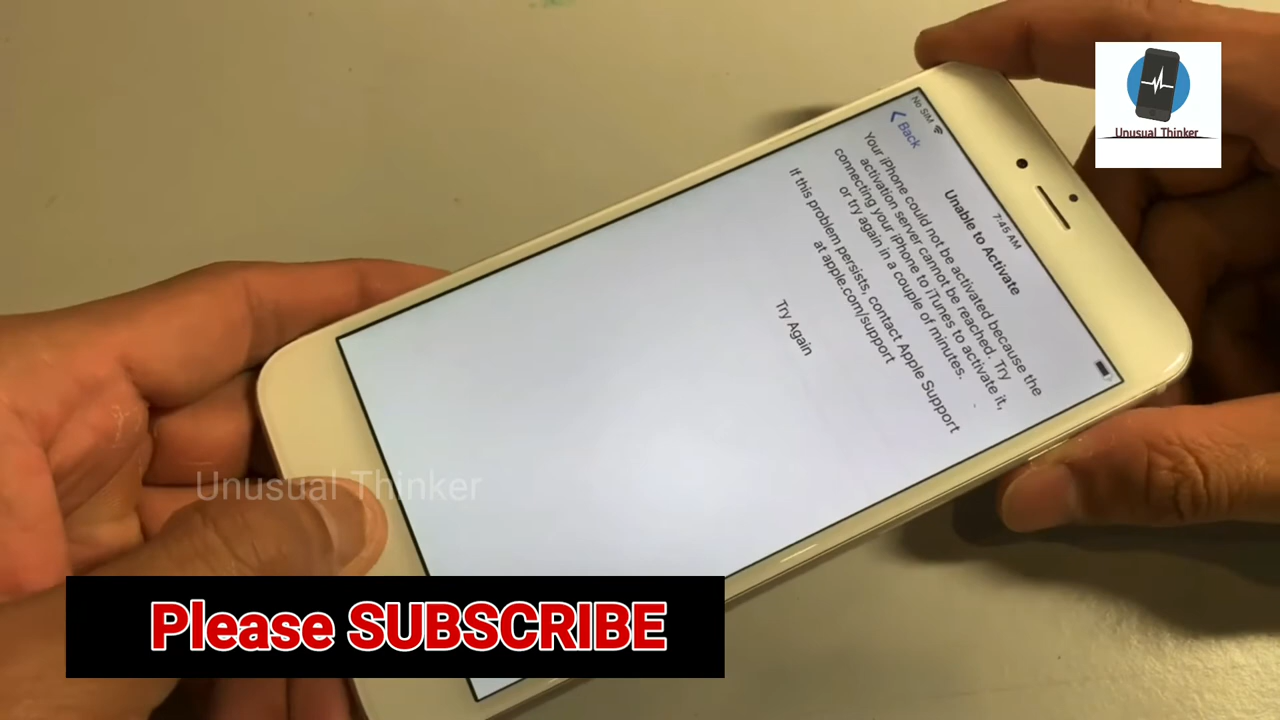 Unusual Thinker
No SIM
7:45 AM
Back
Unable to Activate
Your iPhone could not be activated because the
activation server cannot be reached. Try
connecting your iPhone to iTunes to activate it,
or try again in a couple of minutes.
If this problem persists, contact Apple Support
at apple.com/support
Try Again
Unusual Thinker
Please SUBSCRIBE